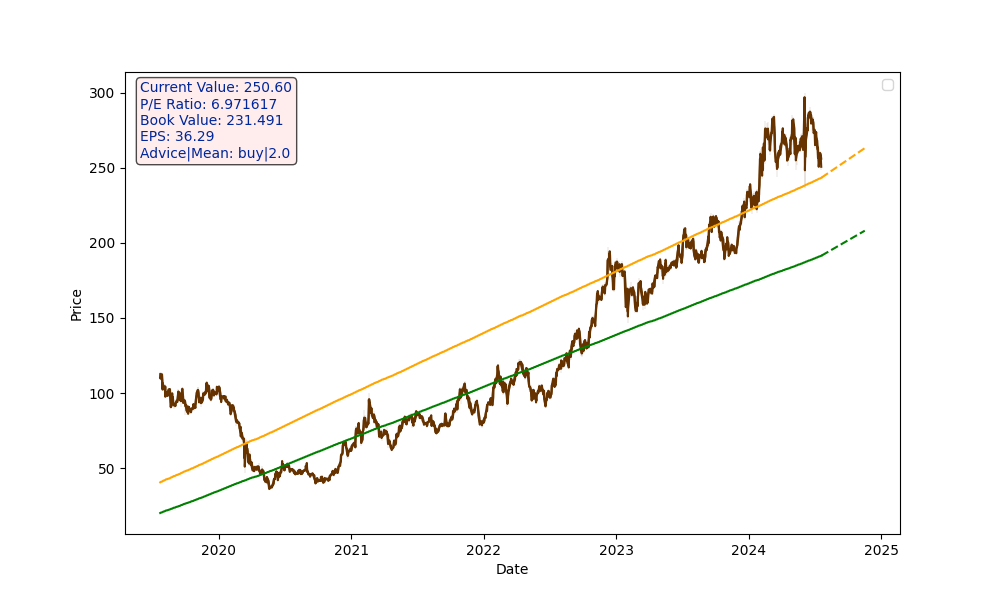 Current Value: 250.60
P/E Ratio: 6.971617
Book Value: 231.491
EPS: 36.29
Advice|Mean: buy|2.0
300
250
200
150
100
50
Price
2020 2021 2022 2023 2024 2025
Date